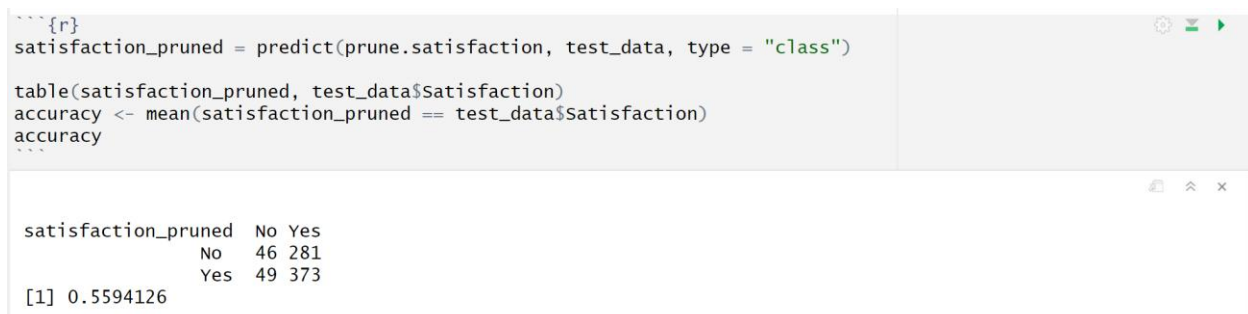 ```{r}
satisfaction_pruned = predict(prune.satisfaction, test_data, type = "class")
table(satisfaction_pruned, test_data$Satisfaction)
accuracy <- mean(satisfaction_pruned == test_data$Satisfaction)
accuracy
```
satisfaction_pruned No Yes
No 46 281
Yes 49 373
[1] 0.5594126